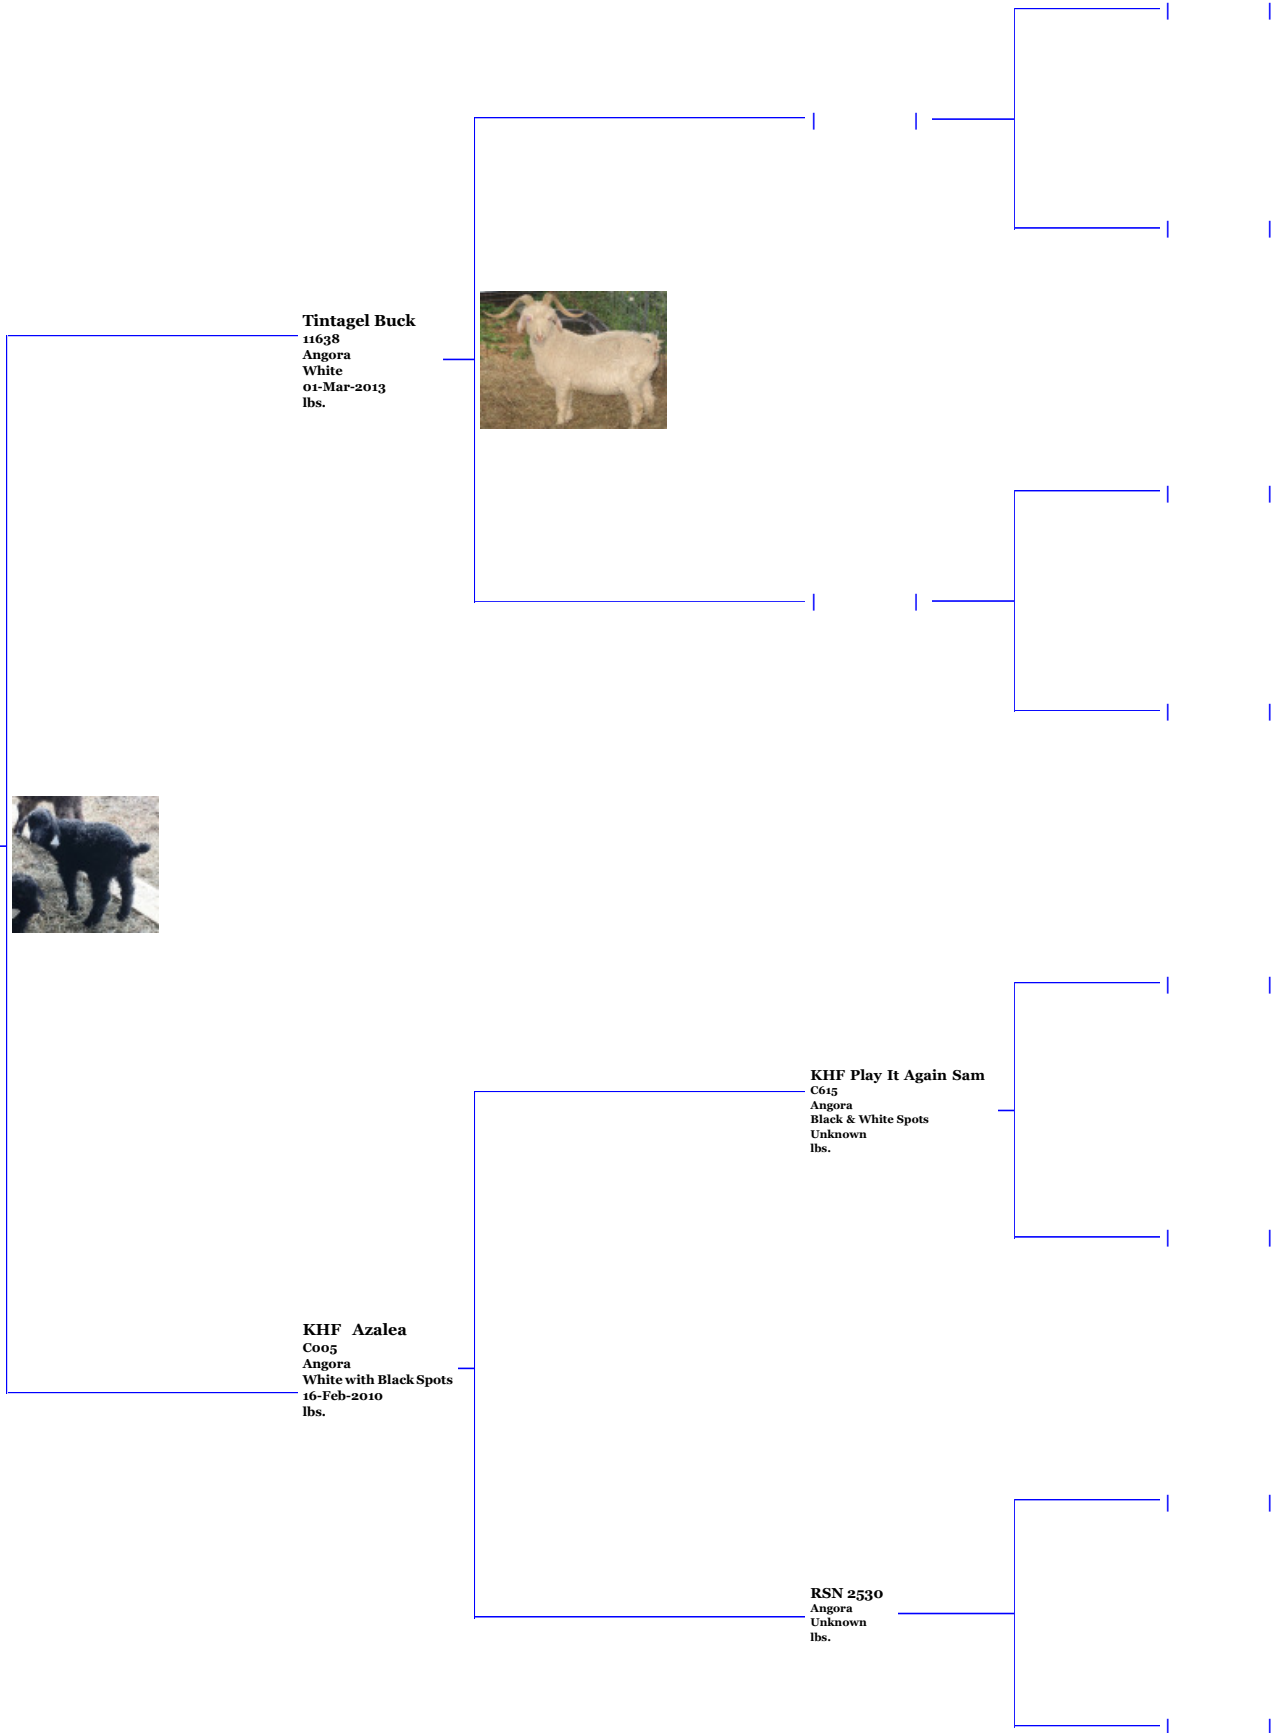 Tintagel Buck
11638
Angora
White
01-Mar-2013
lbs.
KHF Play It Again Sam
C615
Angora
Black & White Spots
Unknown
lbs.
KHF Azalea
C005
Angora
White with Black Spots
16-Feb-2010
lbs.
RSN 2530
Angora
Unknown
lbs.